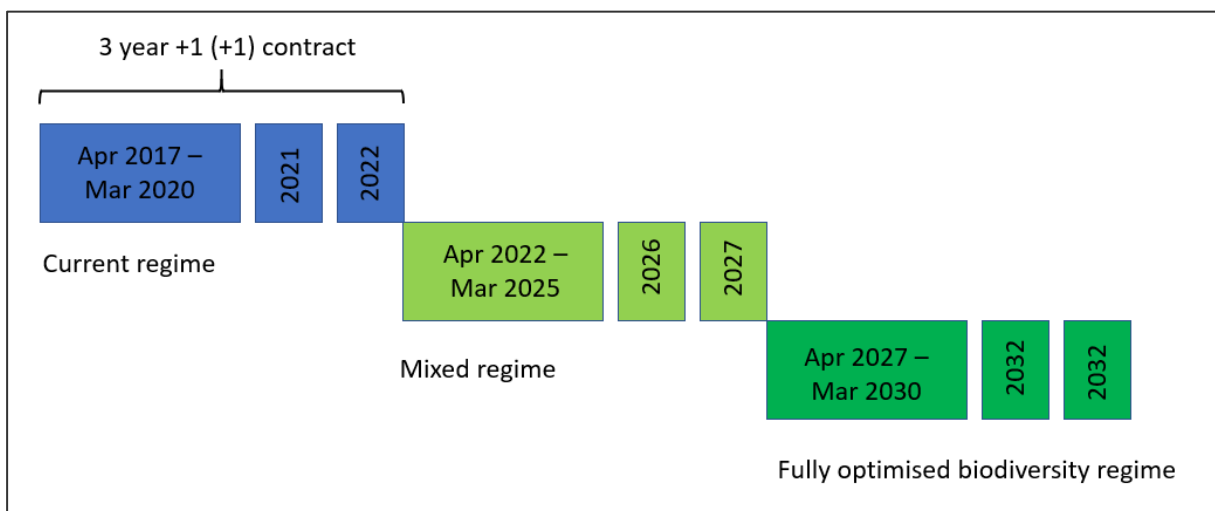 3 year +1 (+1) contract
Apr 2017 –
Mar 2020
2021
2022
Current regime
Apr 2022 –
Mar 2025
2026
2027
Mixed regime
Apr 2027 –
Mar 2030
2032
2032
Fully optimised biodiversity regime